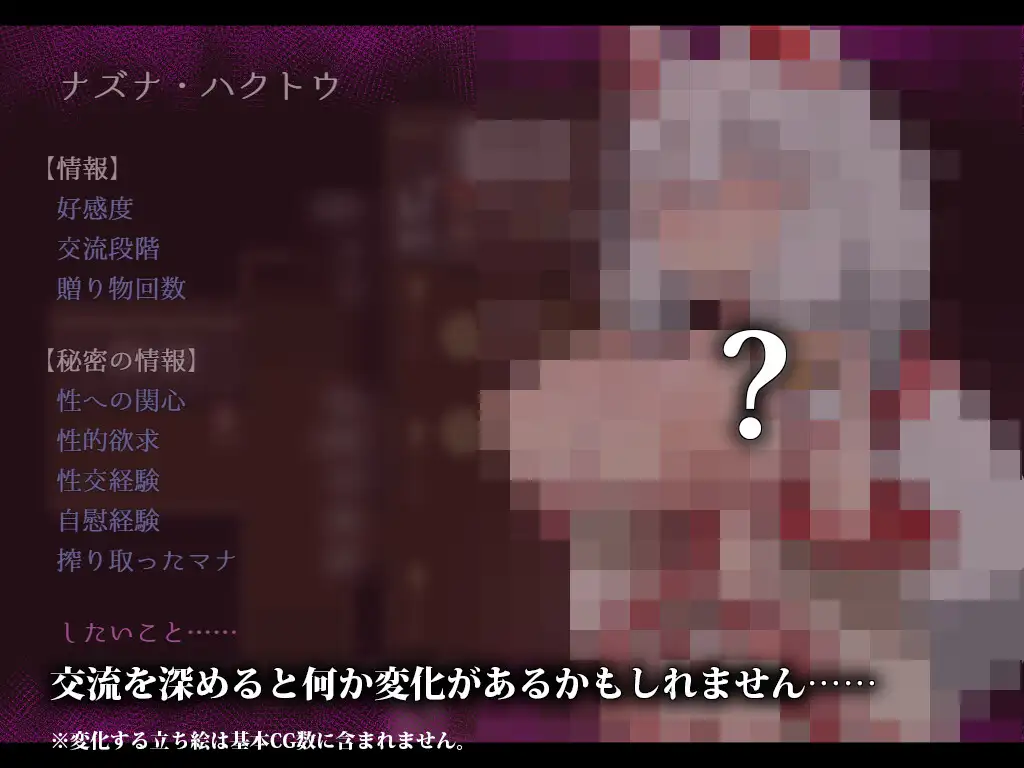 ナズナ・ハクトウ
【情報】
好感度
交流段階
贈り物回数
【秘密の情報】
性への関心
性的欲求
性交経験
自慰経験
搾り取ったマナ
したいこと……
?
交流を深めると何か変化があるかもしれません……
※変化する立ち絵は基本CG数に含まれません。